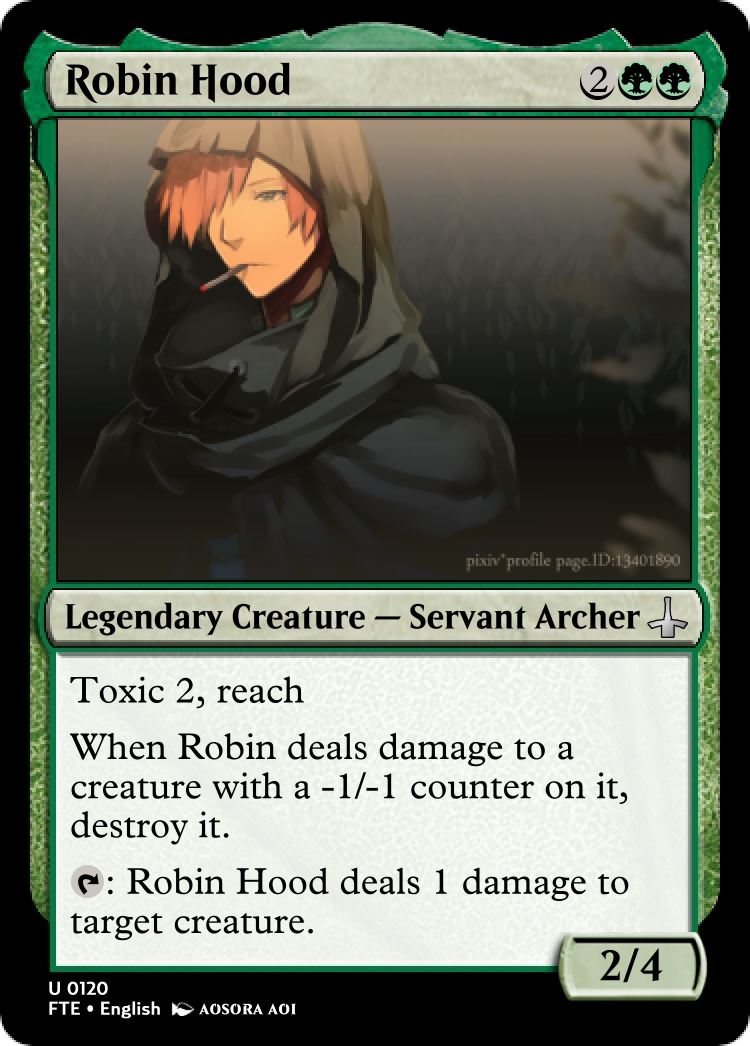 Robin Hood 2
pixiv*profile page.ID:13401890
Legendary Creature — Servant Archer
Toxic 2, reach
When Robin deals damage to a
creature with a -1/-1 counter on it,
destroy it.
: Robin Hood deals 1 damage to
target creature.
2/4
U 0120
FTE • English AOSORA AOI